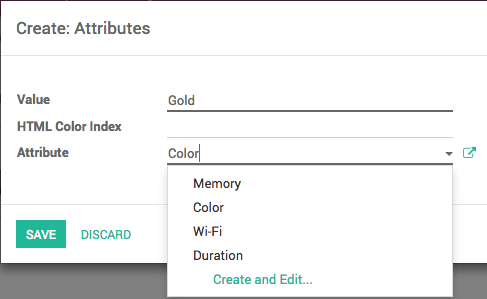 Create: Attributes
Value Gold
HTML Color Index
Attribute Color
Memory
Color
Wi-Fi
Duration
Create and Edit...
SAVE DISCARD